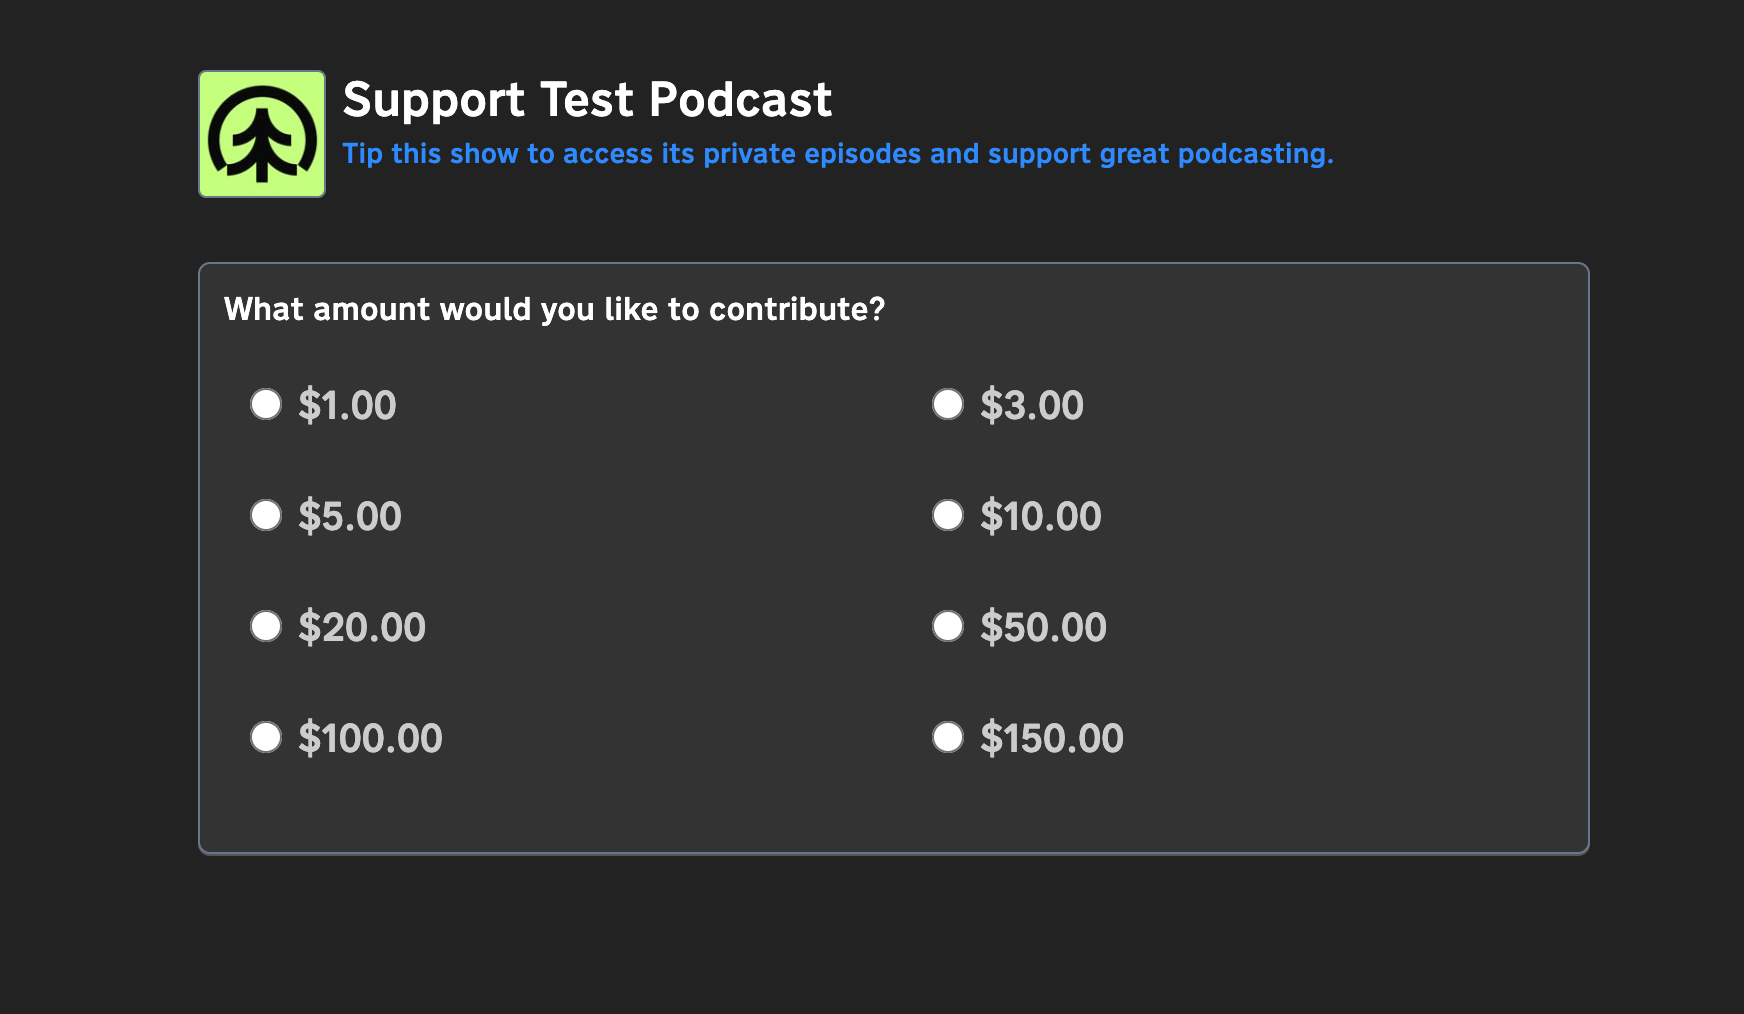 Support Test Podcast
Tip this show to access its private episodes and support great podcasting.
What amount would you like to contribute?
$1.00
$3.00
$5.00
$10.00
$20.00
$50.00
$100.00
$150.00